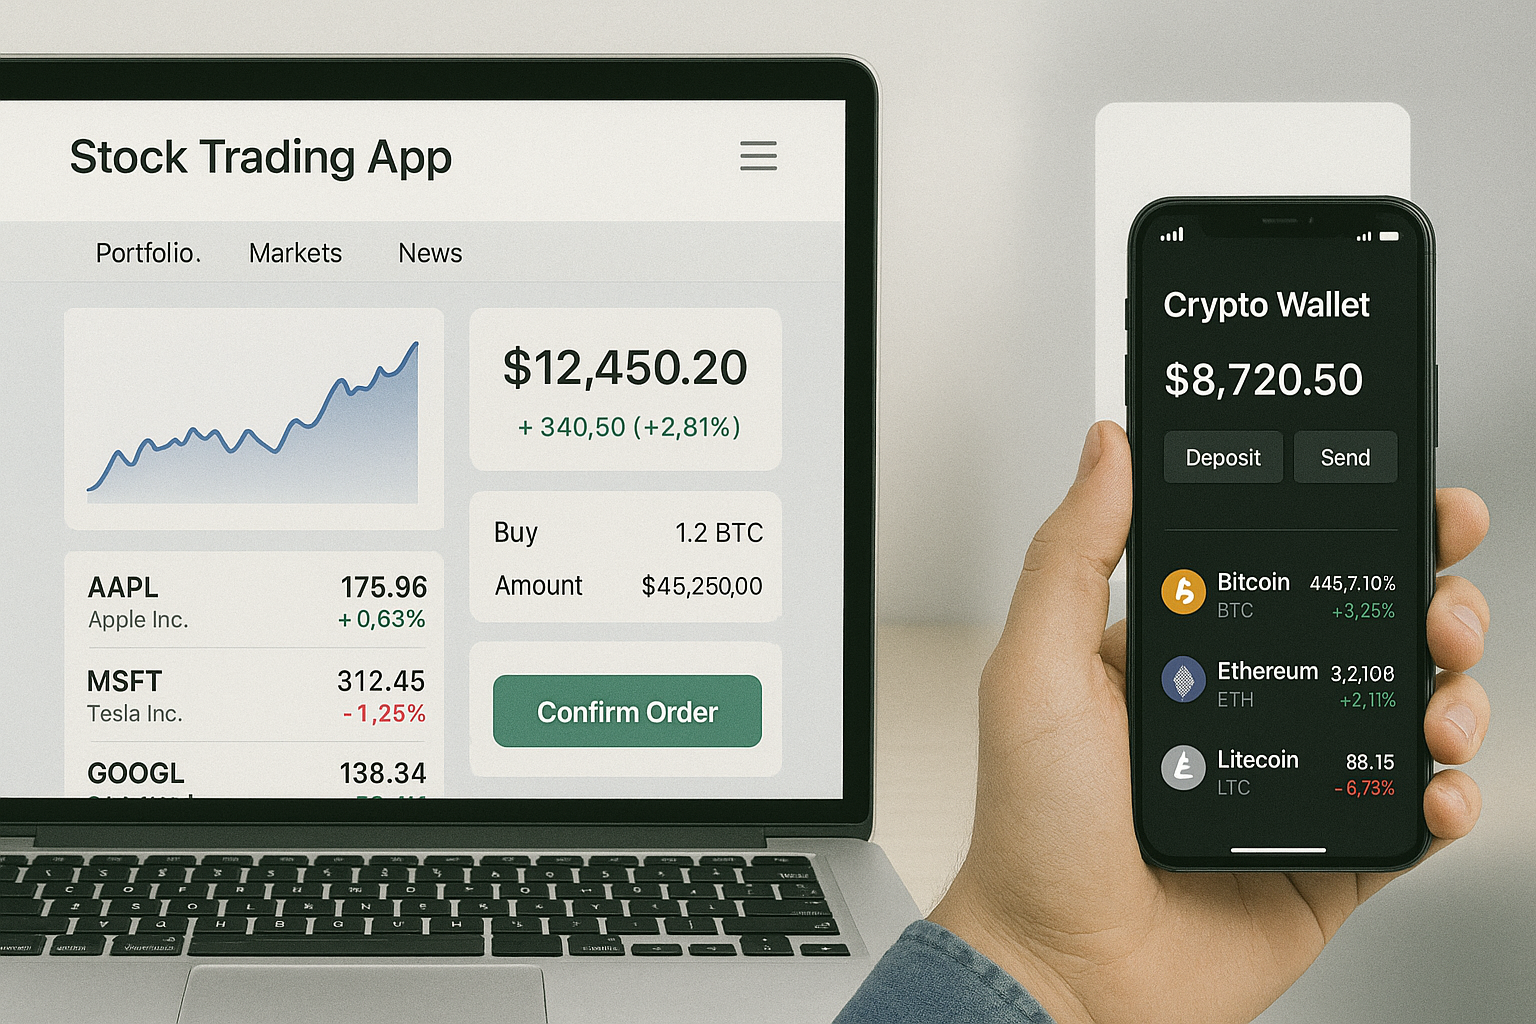 Stock Trading App
Portfolio.
Markets
News
$12,450.20
+ 340,50 (+2,81%)
Buy 1.2 BTC
Amount $45,250,00
AAPL 175.96
Apple Inc. +0,63%
MSFT 312.45
Tesla Inc. -1,25%
GOOGL 138.34
Confirm Order
Crypto Wallet
$8,720.50
Deposit
Send
Bitcoin 445,7.10%
BTC +3,25%
Ethereum 3,2,108
ETH +2,11%
Litecoin 88.15
LTC -6,73%